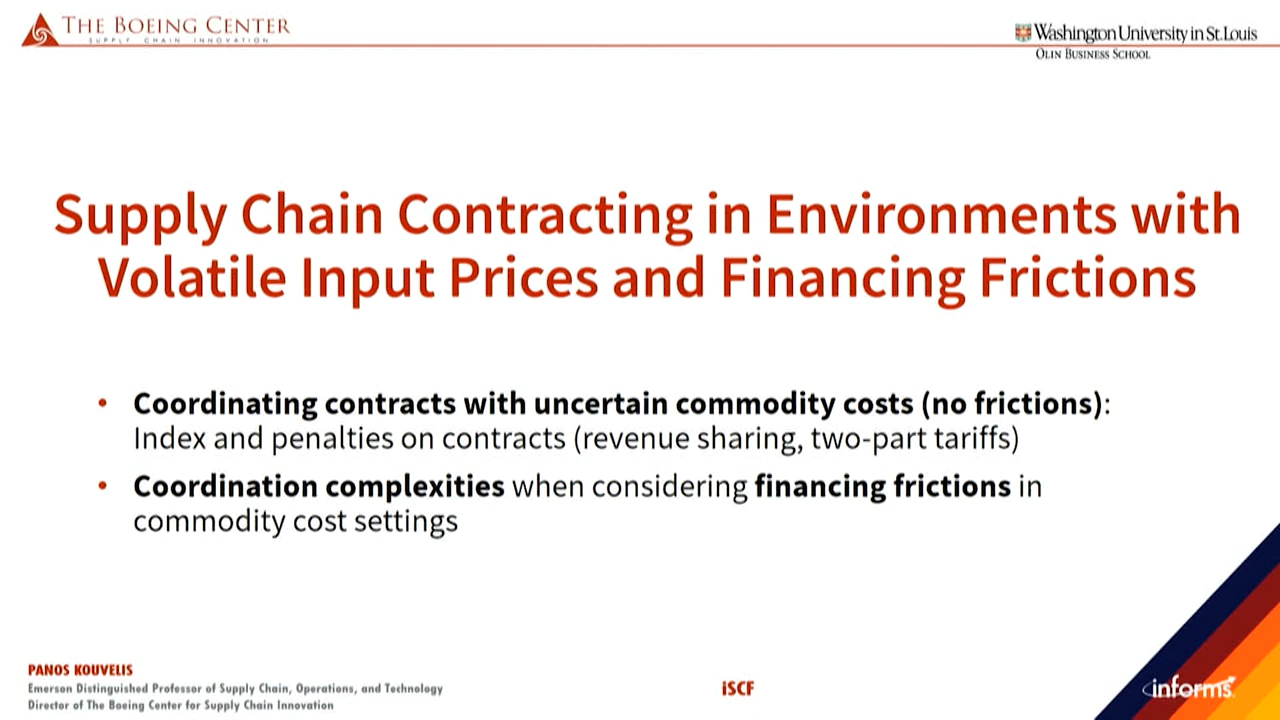 THE BOEING CENTER
SUPPLY CHAIN INNOVATION
Washington University in St. Louis
OLIN BUSINESS SCHOOL
Supply Chain Contracting in Environments with
Volatile Input Prices and Financing Frictions
• Coordinating contracts with uncertain commodity costs (no frictions):
Index and penalties on contracts (revenue sharing, two-part tariffs)
• Coordination complexities when considering financing frictions in
commodity cost settings
PANOS KOUVELIS
Emerson Distinguished Professor of Supply Chain, Operations, and Technology
Director of The Boeing Center for Supply Chain Innovation
iSCF
informs